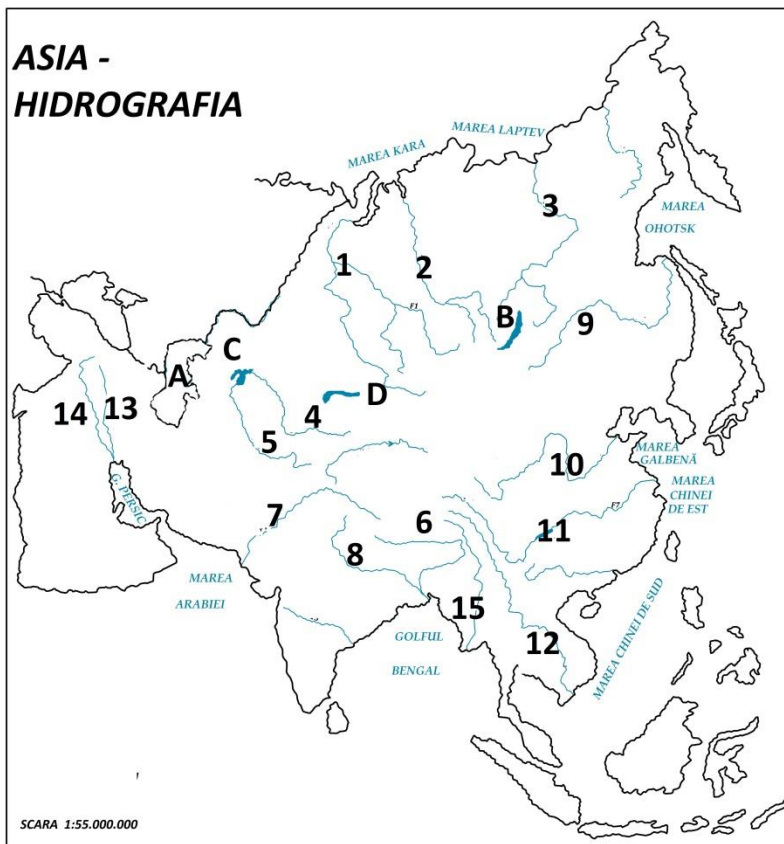 ASIA -
HIDROGRAFIA
MAREA KARA
MAREA LAPTEV
MAREA
OHOTSK
1
2
3
F1
B
9
C
A
D
14
13
4
5
G. PERSIC
10
MAREA
GALBENĂ
MAREA
CHINEI
DE EST
F7
7
6
11
8
MAREA
ARABIEI
15
12
GOLFUL
BENGAL
MAREA CHINEI DE SUD
SCARA 1:55.000.000